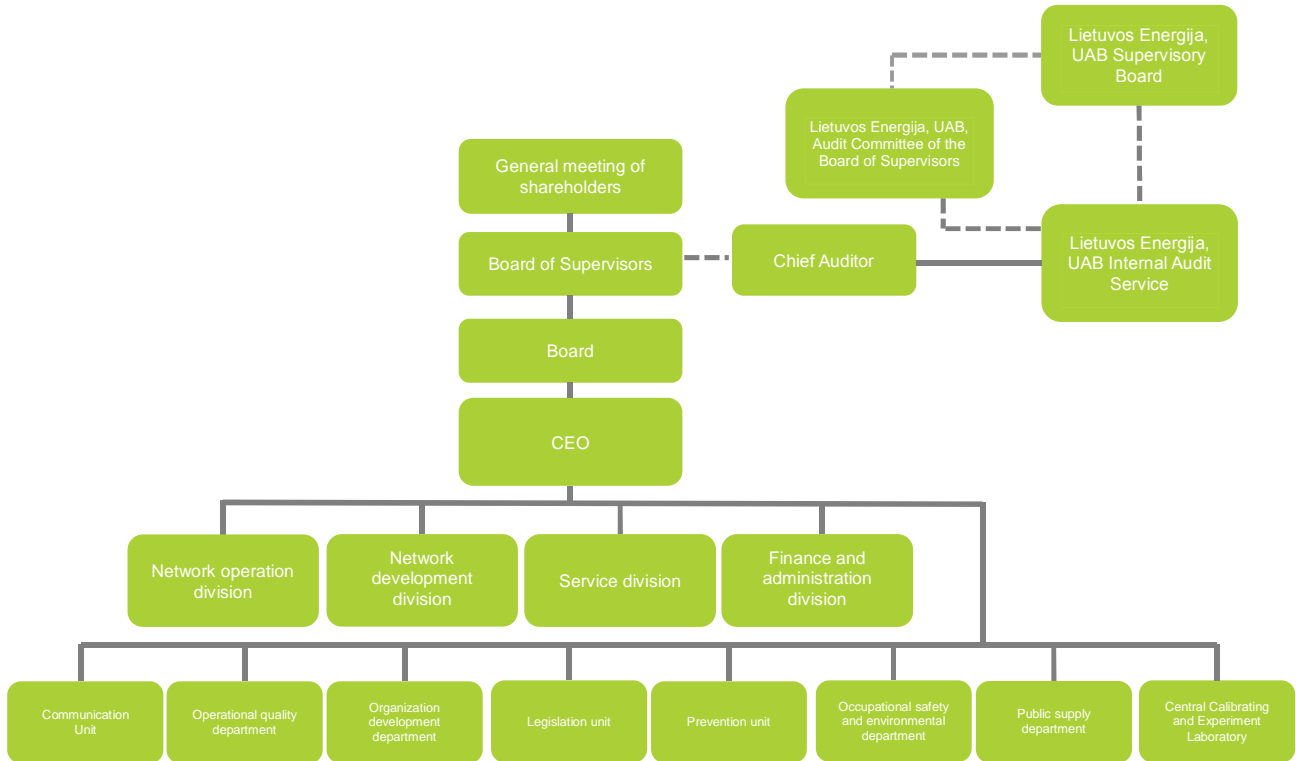 Lietuvos Energija,
UAB Supervisory
Board
Lietuvos Energija, UAB,
Audit Committee of the
Board of Supervisors
General meeting of
shareholders
Board of Supervisors
Chief Auditor
Lietuvos Energija,
UAB Internal Audit
Service
Board
CEO
Network operation
division
Network
development
division
Service division
Finance and
administration
division
Communication
Unit
Operational quality
department
Organization
development
department
Legislation unit
Prevention unit
Occupational safety
and environmental
department
Public supply
department
Central Calibrating
and Experiment
Laboratory